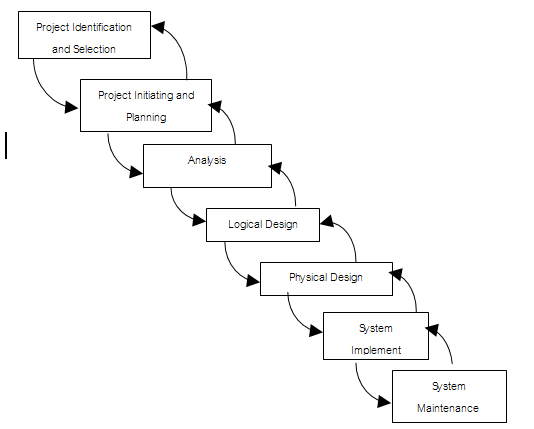 Project Identification
and Selection
Project Initiating and
Planning
Analysis
Logical Design
Physical Design
System
Implement
System
Maintenance